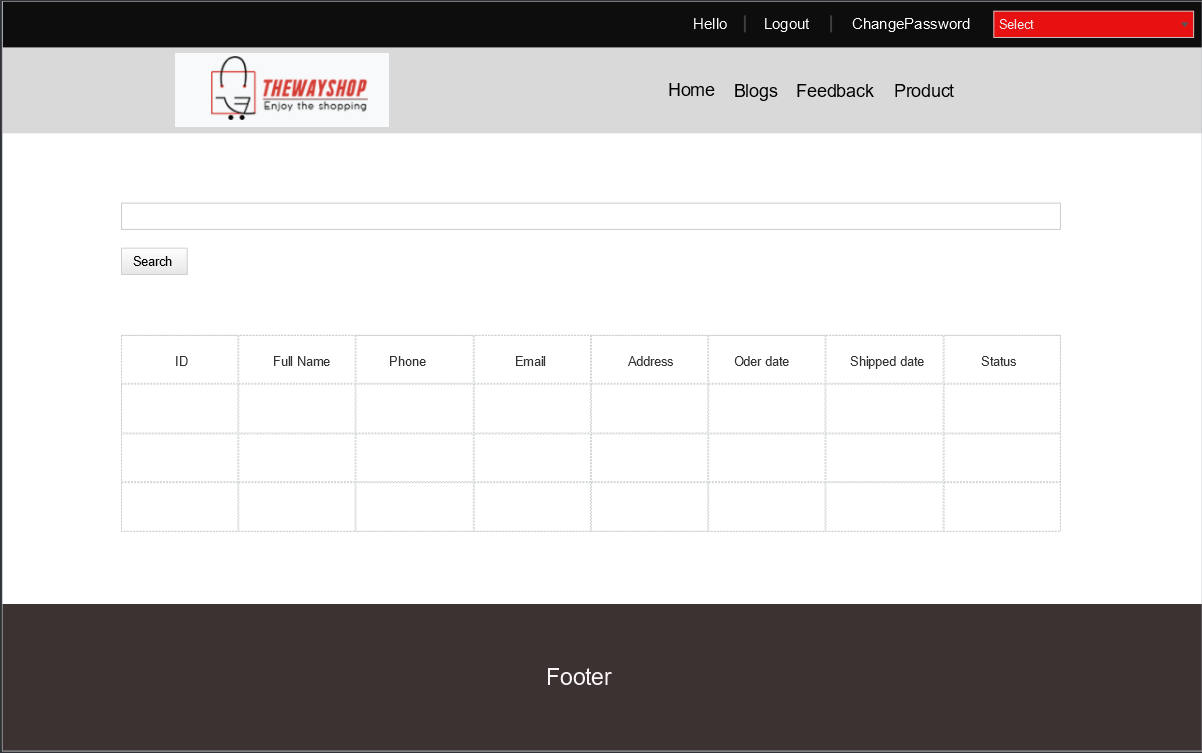 Hello Logout ChangePassword Select
THEWAYSHOP
Enjoy the shopping
Home Blogs Feedback Product
Search
ID Full Name Phone Email Address Oder date Shipped date Status
Footer